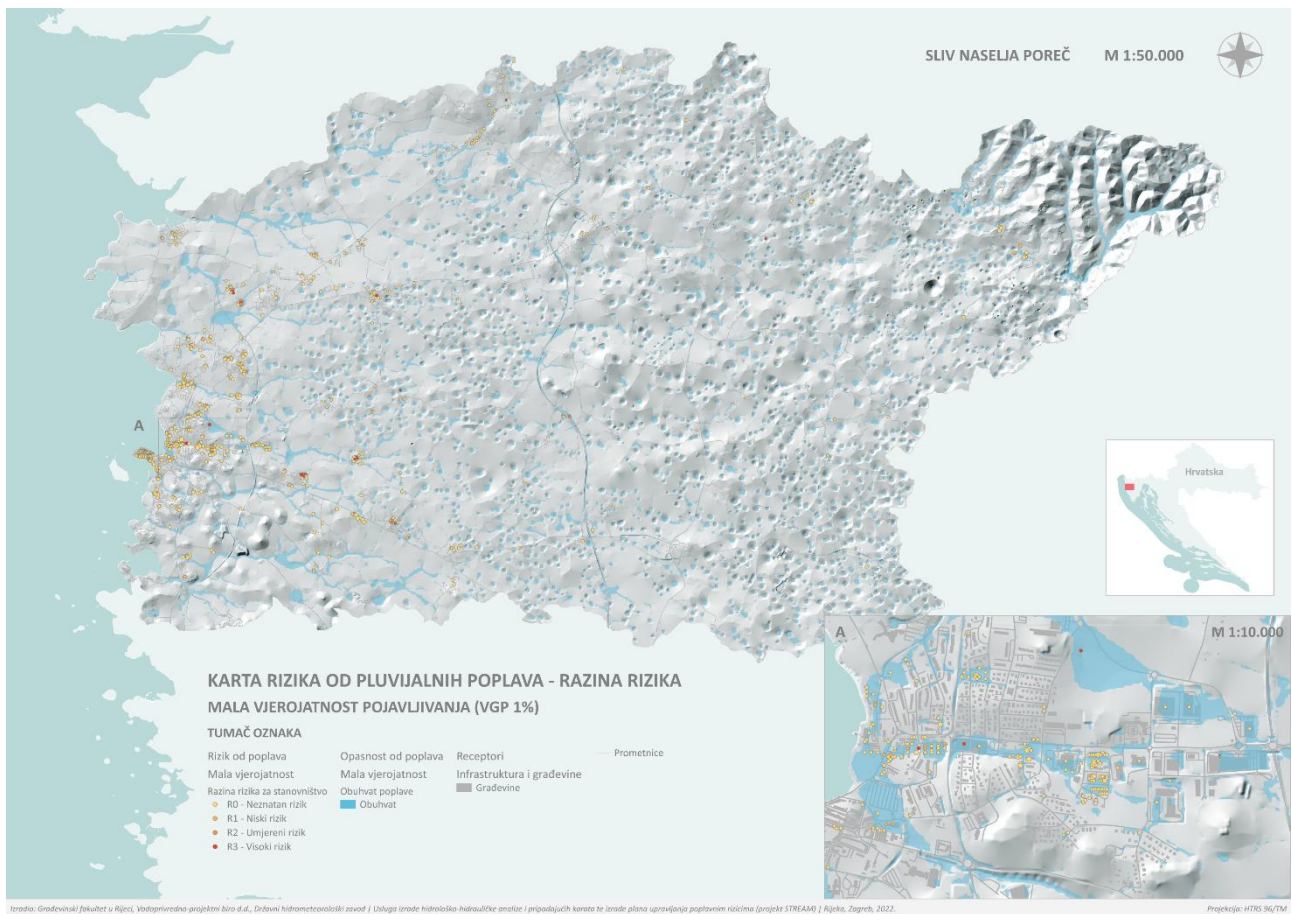 SLIV NASELJA POREČ M 1:50.000
A
Hrvatska
A
M 1:10.000
KARTA RIZIKA OD PLUVIJALNIH POPLAVA - RAZINA RIZIKA
MALA VJEROJATNOST POJAVLJIVANJA (VGP 1%)
TUMAČ OZNAKA
Rizik od poplava
Mala vjerojatnost
Razina rizika za stanovništvo
R0 - Neznatan rizik
R1 - Niski rizik
R2 - Umjereni rizik
R3 - Visoki rizik
Opasnost od poplava
Mala vjerojatnost
Obuhvat poplave
Obuhvat
Receptori
Infrastruktura i građevine
Građevine
Prometnice
Izradio: Građevinski fakultet u Rijeci, Vodoprivredno-projektni biro d.d., Državni hidrometeorološki zavod | Usluga izrade hidrološko-hidrauličke analize i pripadajućih karata te izrade plana upravljanja poplavnim rizicima (projekt STREAM) | Rijeka, Zagreb, 2022.
Projekcija: HTRS 96/TM